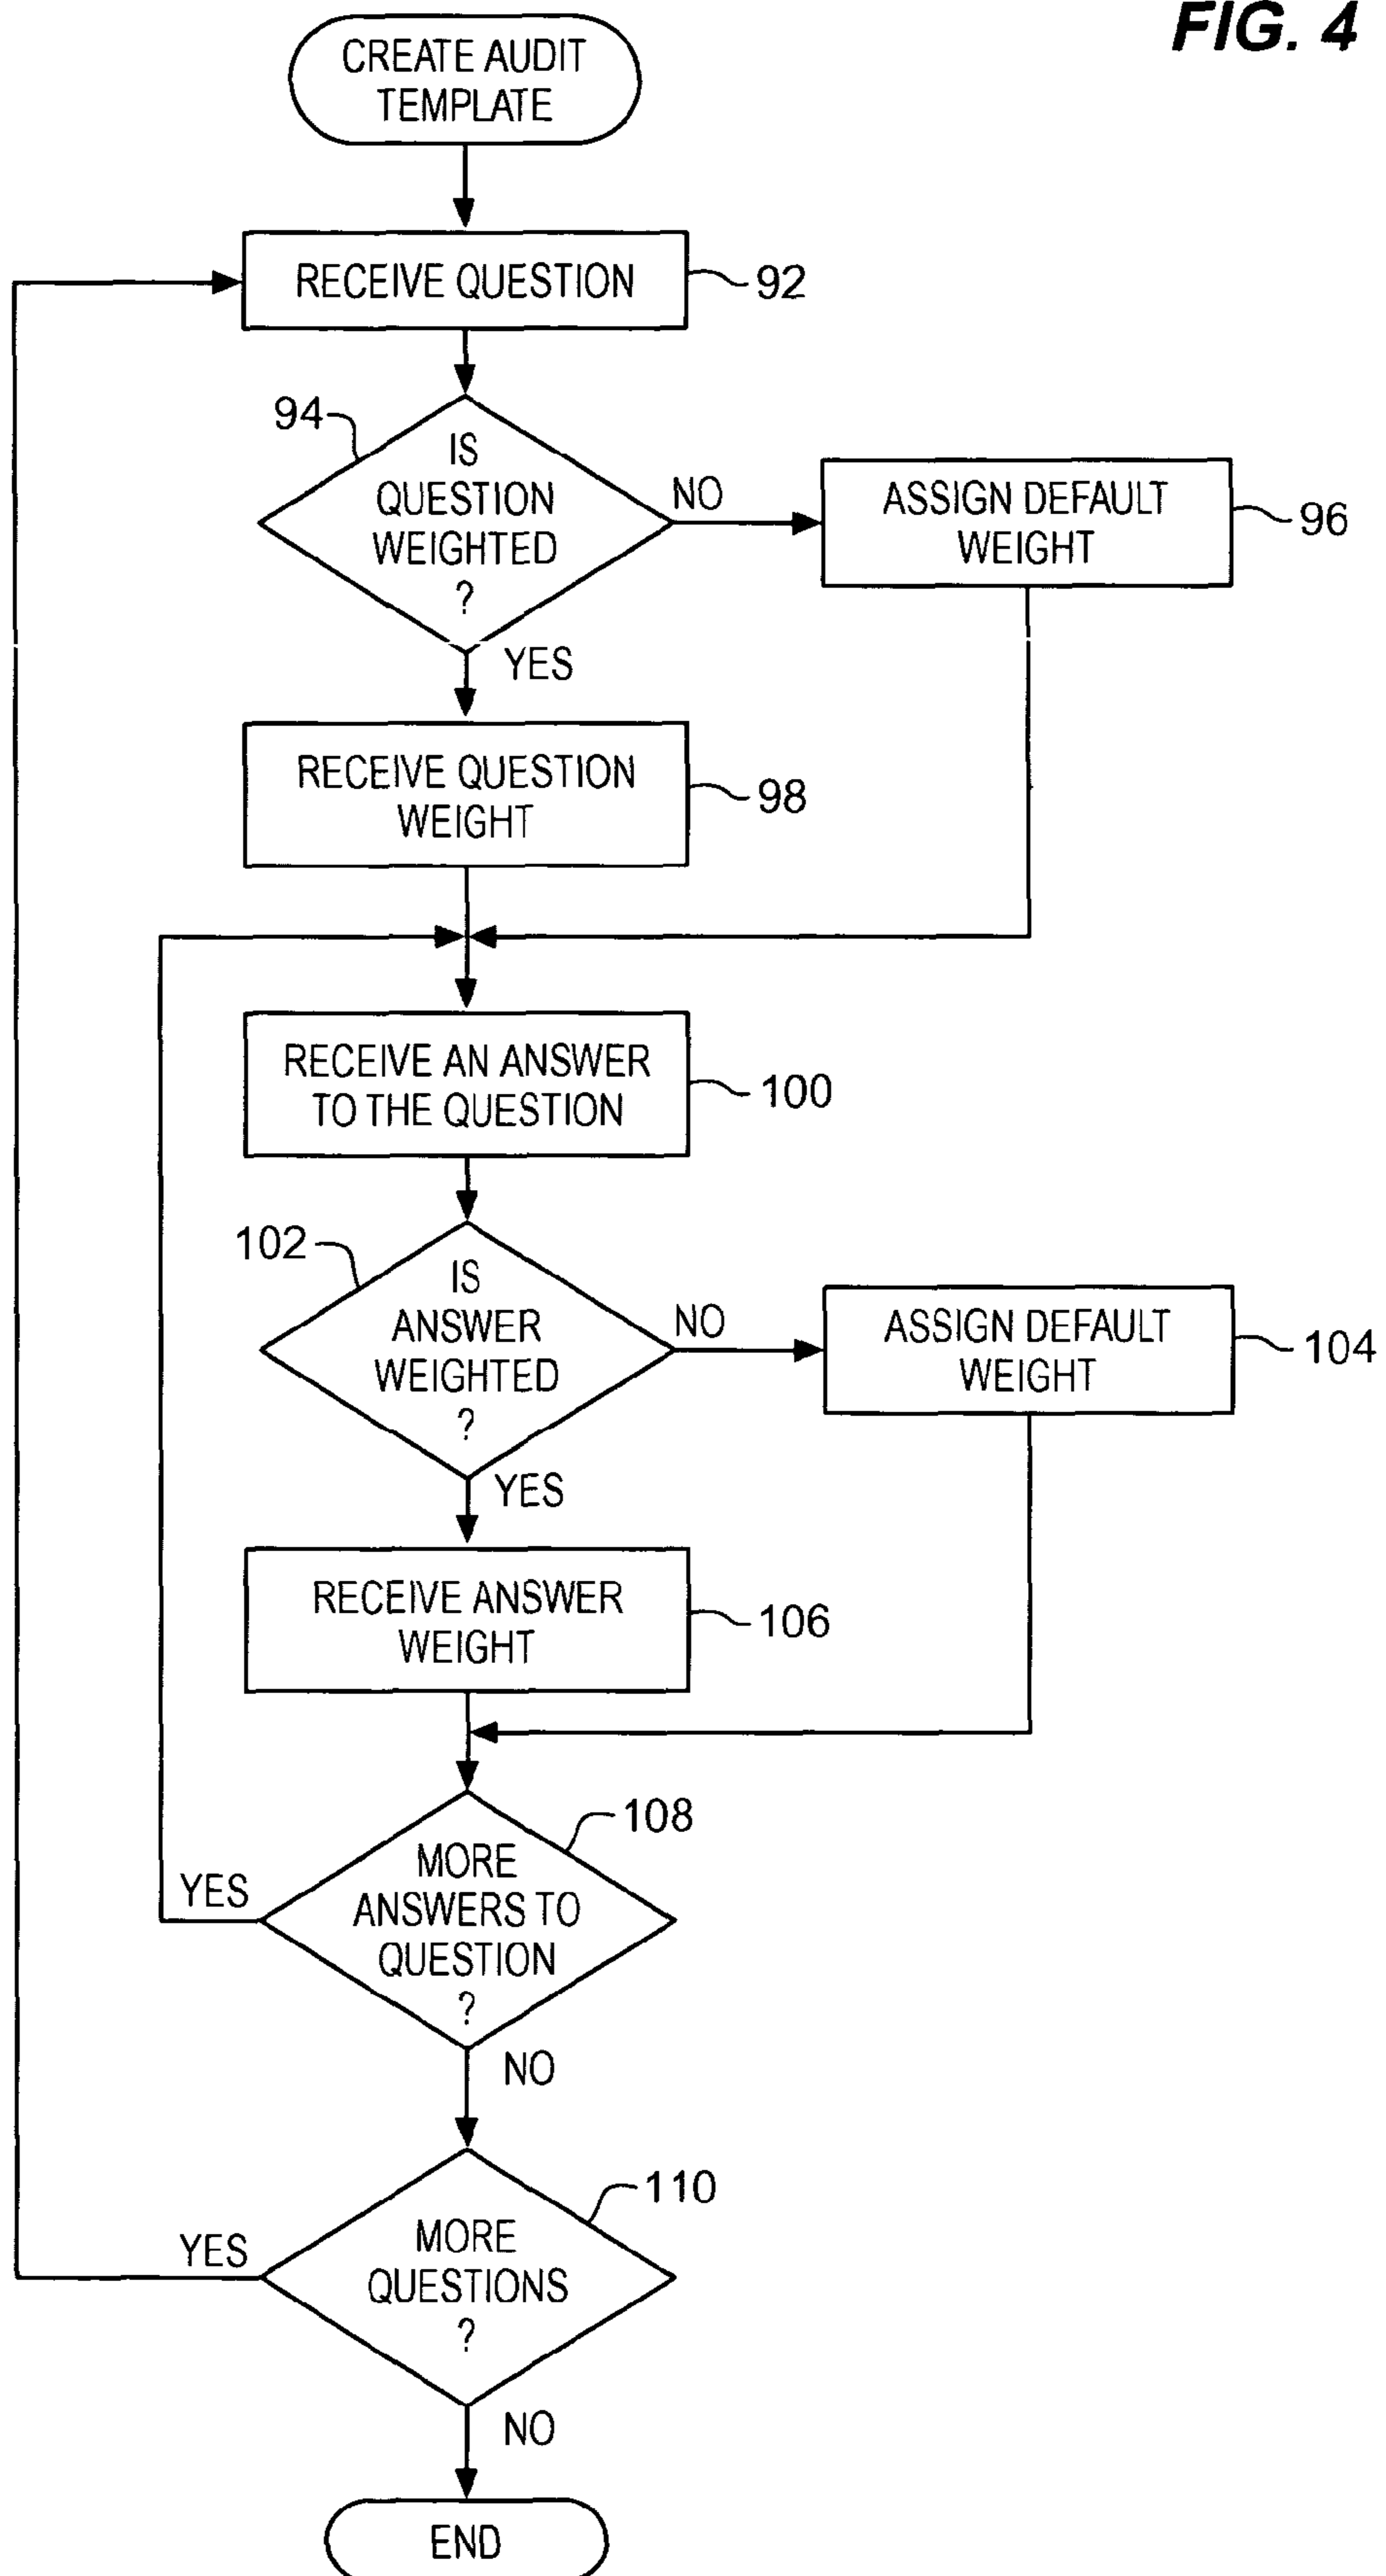 FIG. 4
CREATE AUDIT
TEMPLATE
RECEIVE QUESTION
92
94
IS
QUESTION
WEIGHTED
?
NO
ASSIGN DEFAULT
WEIGHT
96
YES
RECEIVE QUESTION
WEIGHT
98
RECEIVE AN ANSWER
TO THE QUESTION
100
102
IS
ANSWER
WEIGHTED
?
NO
ASSIGN DEFAULT
WEIGHT
104
YES
RECEIVE ANSWER
WEIGHT
106
108
MORE
ANSWERS TO
QUESTION
?
YES
NO
110
MORE
QUESTIONS
?
YES
NO
END